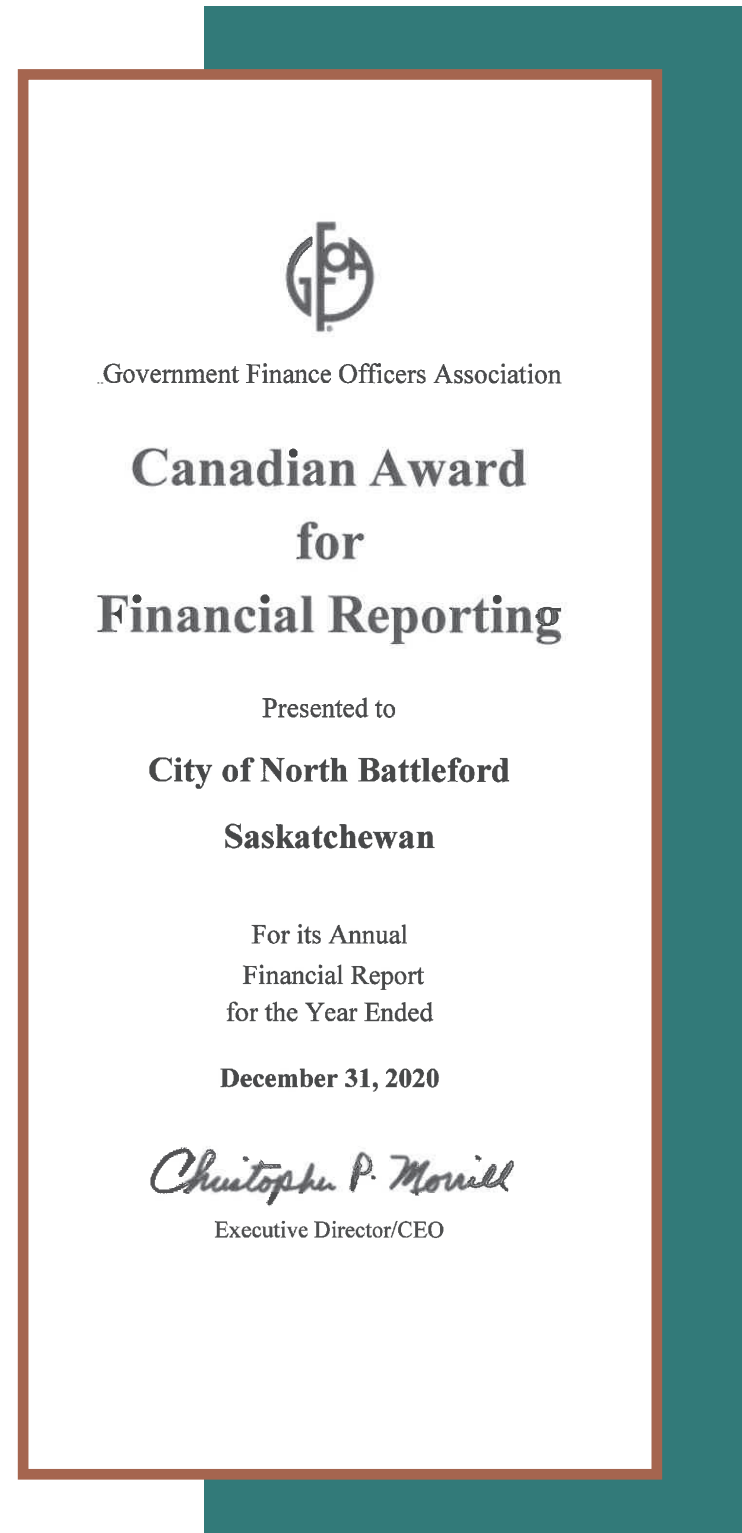 GFOA
Government Finance Officers Association
Canadian Award
for
Financial Reporting
Presented to
City of North Battleford
Saskatchewan
For its Annual
Financial Report
for the Year Ended
December 31, 2020
Christopher P. Morrill
Executive Director/CEO